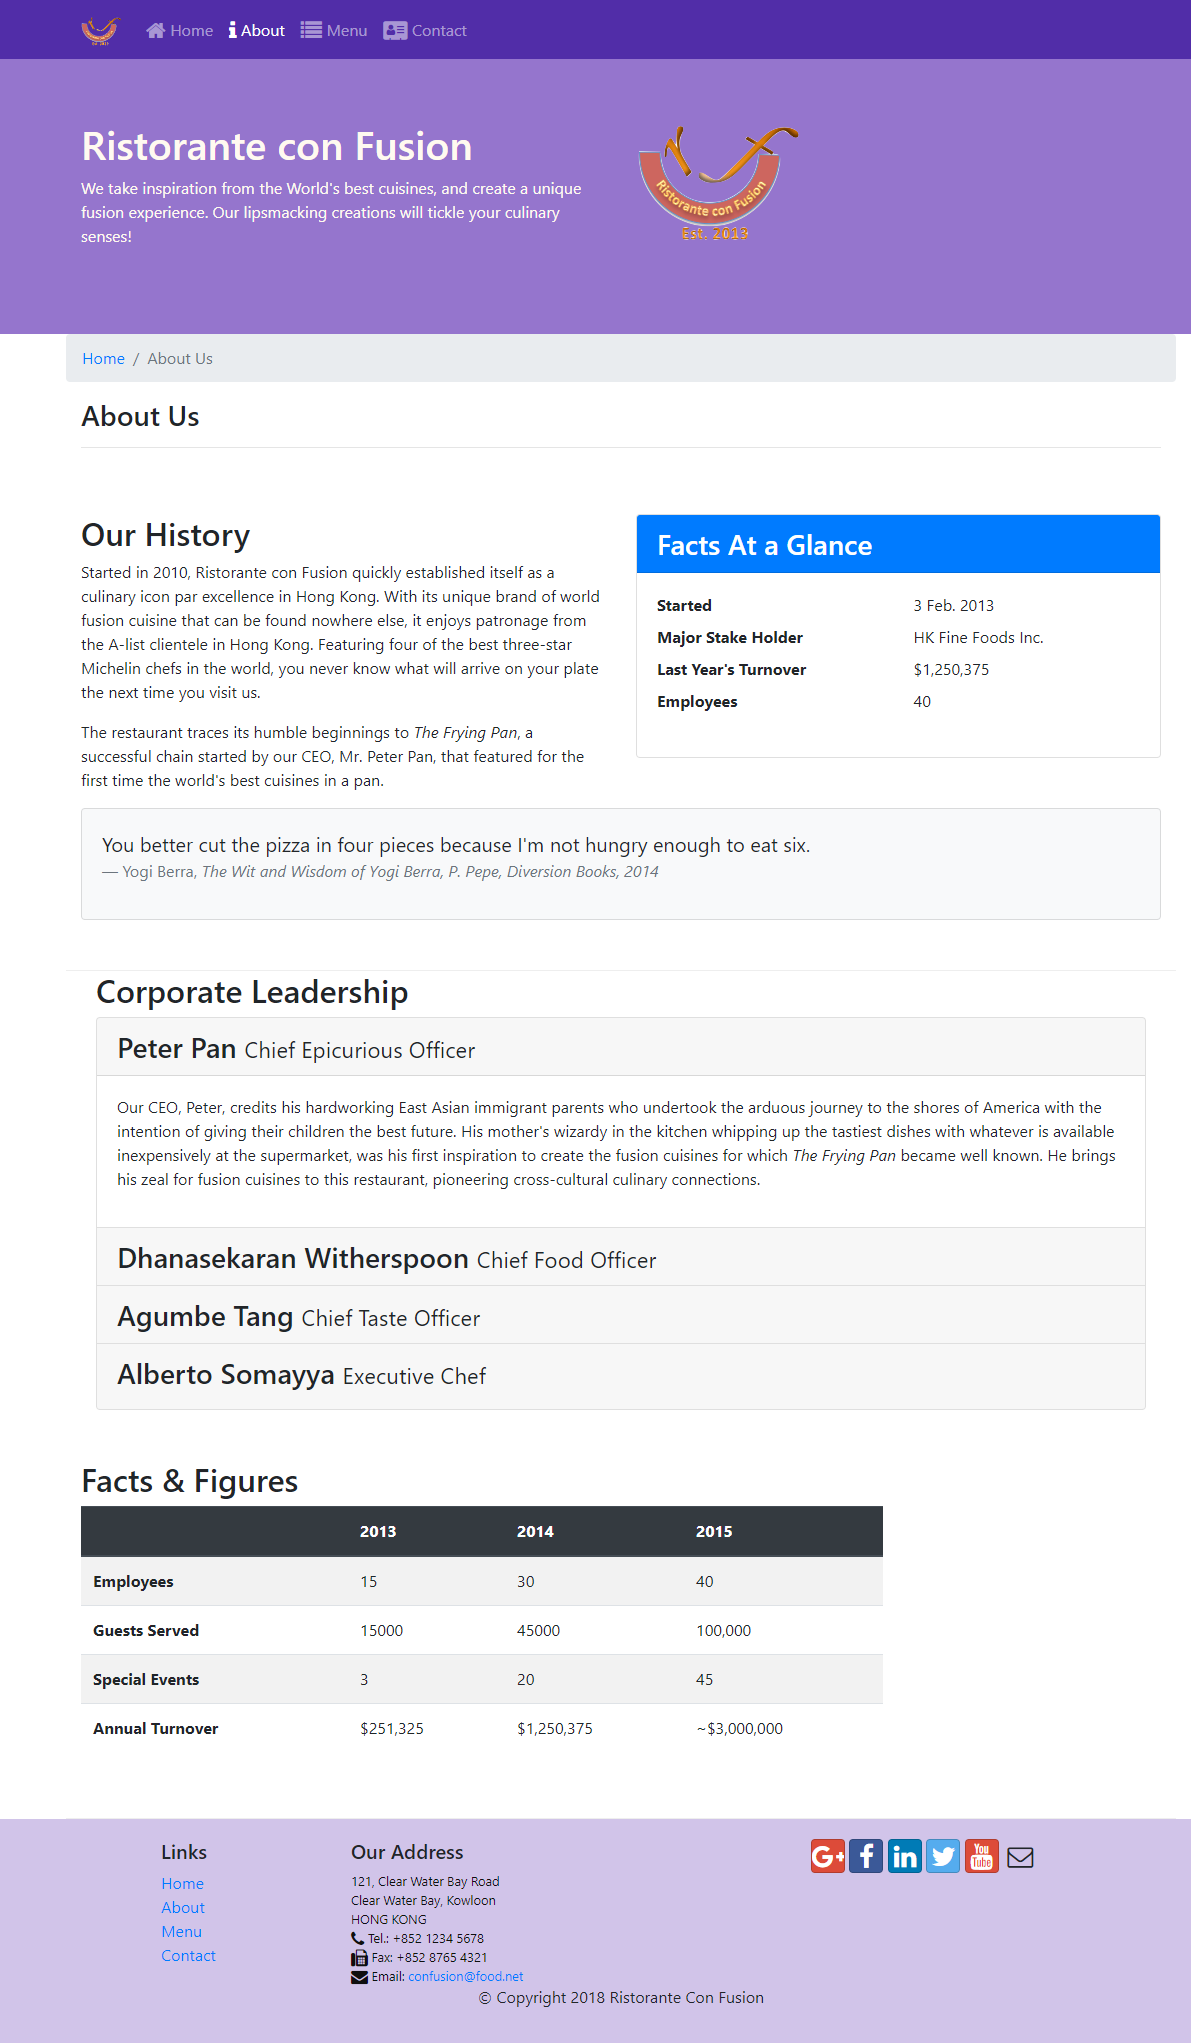 Home About Menu Contact
Ristorante con Fusion
We take inspiration from the World's best cuisines, and create a unique
fusion experience. Our lipsmacking creations will tickle your culinary
senses!
Ristorante con Fusion
Est. 2013
Home / About Us
About Us
Our History
Started in 2010, Ristorante con Fusion quickly established itself as a
culinary icon par excellence in Hong Kong. With its unique brand of world
fusion cuisine that can be found nowhere else, it enjoys patronage from
the A-list clientele in Hong Kong. Featuring four of the best three-star
Michelin chefs in the world, you never know what will arrive on your plate
the next time you visit us.
The restaurant traces its humble beginnings to The Frying Pan, a
successful chain started by our CEO, Mr. Peter Pan, that featured for the
first time the world's best cuisines in a pan.
Facts At a Glance
Started 3 Feb. 2013
Major Stake Holder HK Fine Foods Inc.
Last Year's Turnover $1,250,375
Employees 40
You better cut the pizza in four pieces because I'm not hungry enough to eat six.
— Yogi Berra, The Wit and Wisdom of Yogi Berra, P. Pepe, Diversion Books, 2014
Corporate Leadership
Peter Pan Chief Epicurious Officer
Our CEO, Peter, credits his hardworking East Asian immigrant parents who undertook the arduous journey to the shores of America with the
intention of giving their children the best future. His mother's wizardy in the kitchen whipping up the tastiest dishes with whatever is available
inexpensively at the supermarket, was his first inspiration to create the fusion cuisines for which The Frying Pan became well known. He brings
his zeal for fusion cuisines to this restaurant, pioneering cross-cultural culinary connections.
Dhanasekaran Witherspoon Chief Food Officer
Agumbe Tang Chief Taste Officer
Alberto Somayya Executive Chef
Facts & Figures
2013 2014 2015
Employees 15 30 40
Guests Served 15000 45000 100,000
Special Events 3 20 45
Annual Turnover $251,325 $1,250,375 ~$3,000,000
Links
Home
About
Menu
Contact
Our Address
121, Clear Water Bay Road
Clear Water Bay, Kowloon
HONG KONG
Tel.: +852 1234 5678
Fax: +852 8765 4321
Email: confusion@food.net
G+ f in You Tube
© Copyright 2018 Ristorante Con Fusion